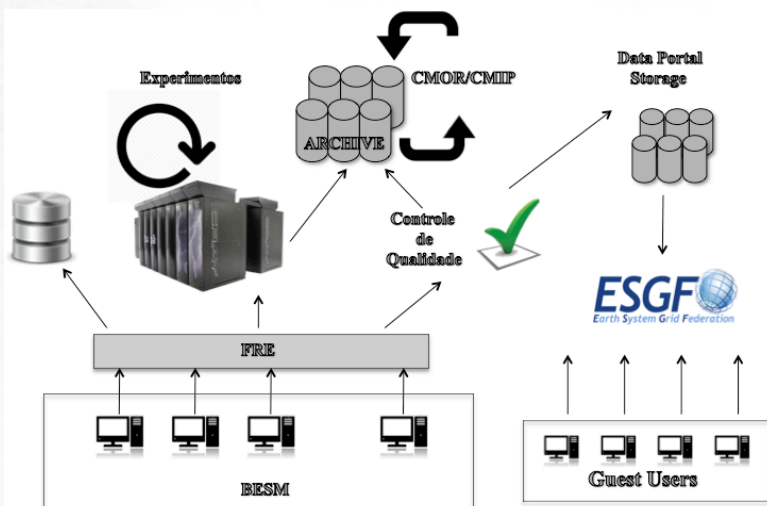 Experimentos
CMOR/CMIP
ARCHIVE
Data Portal
Storage
Controle
de
Qualidade
ESGF
Earth System Grid Federation
FRE
BESM
Guest Users